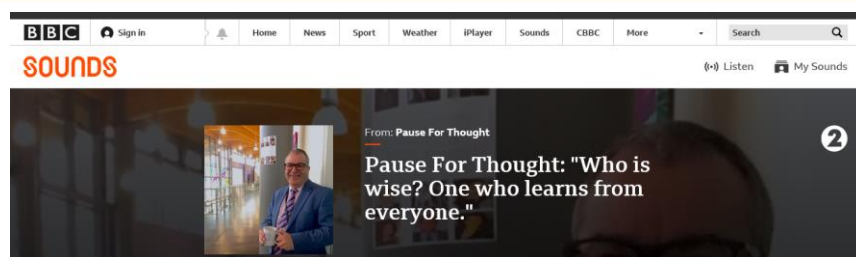 BBC Sign in Home News Sport Weather iPlayer Sounds CBBC More Search
SOUNDS Listen My Sounds
From: Pause For Thought
2
Pause For Thought: "Who is
wise? One who learns from
everyone."